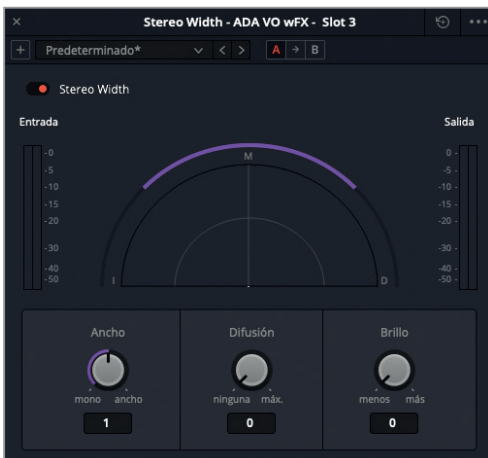 Stereo Width - ADA VO wFX - Slot 3
Predeterminado* A B
Stereo Width
Entrada Salida
-0 0-
-5 -5-
-10 -10-
-15 -15-
-20 -20-
-30 -30-
-40 -40-
-50 -50-
M
I D
Ancho Difusión Brillo
mono ancho ninguna máx. menos más
1 0 0